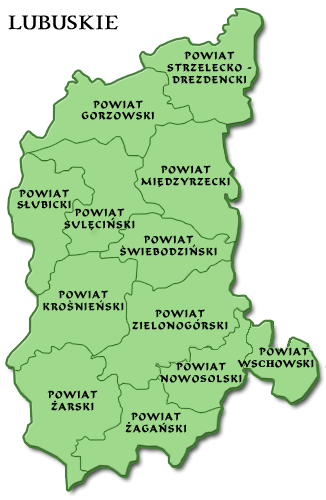 LUBUSKIE
POWIAT
STRZELECKO -
DREZDENCKI
POWIAT
GORZOWSKI
POWIAT
MIĘDZYRZECKI
POWIAT
SŁUBICKI
POWIAT
SULĘCIŃSKI
POWIAT
ŚWIEBODZIŃSKI
POWIAT
KROŚNIEŃSKI
POWIAT
ZIELONOGÓRSKI
POWIAT
WSCHOWSKI
POWIAT
NOWOSOLSKI
POWIAT
ŻARSKI
POWIAT
ŻAGAŃSKI